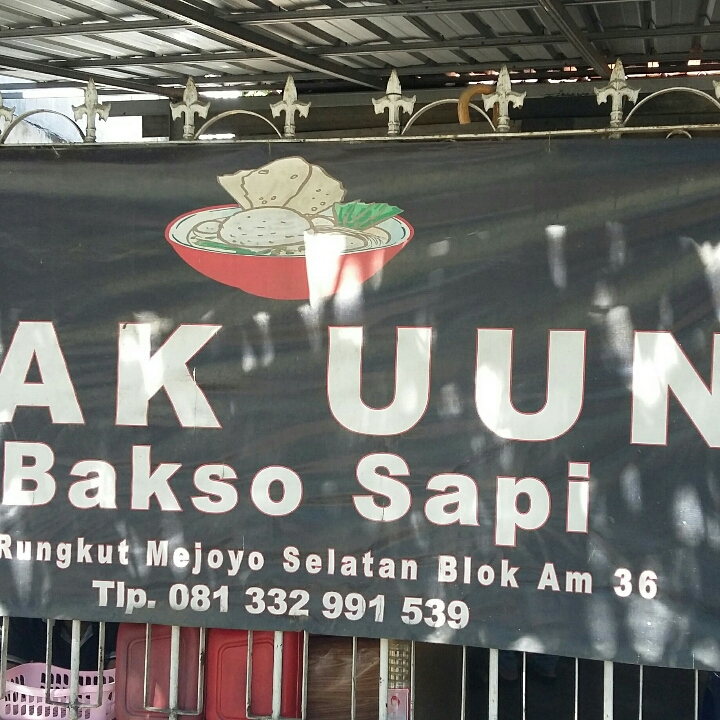 AK UUN
Bakso Sapi
Rungkut Mejoyo Selatan Blok Am 36
Tlp. 081 332 991 539